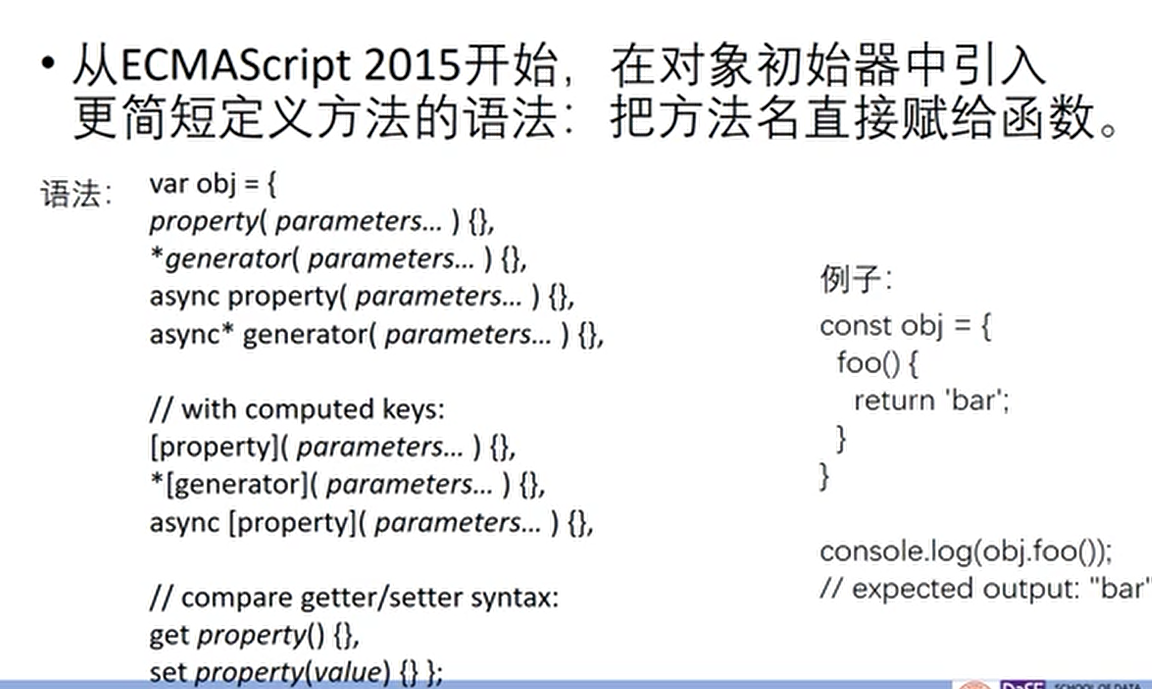 • 从ECMAScript 2015开始，在对象初始器中引入
更简短定义方法的语法：把方法名直接赋给函数。
语法：
var obj = {
property( parameters… ) {},
*generator( parameters… ) {},
async property( parameters… ) {},
async* generator( parameters… ) {},
// with computed keys:
[property]( parameters… ) {},
*[generator]( parameters… ) {},
async [property]( parameters… ) {},
// compare getter/setter syntax:
get property() {},
set property(value) {} };
例子：
const obj = {
foo() {
return 'bar';
}
}
console.log(obj.foo());
// expected output: "bar"
DaSE
SCHOOL OF DATA